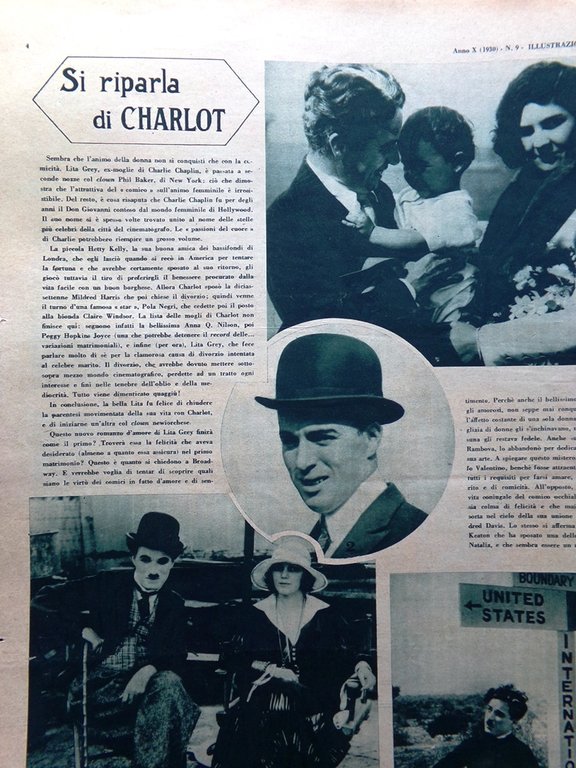 4
Anno X (1930) - N. 9 - ILLUSTRAZI
Si riparla
di CHARLOT
Sembra che l'animo della donna non si conquisti che con la co-
micità. Lita Grey, ex-moglie di Charlie Chaplin, è passata a se-
conde nozze col clown Phil Baker, di New York: ciò che dimo-
stra che l'attrattiva del « comico » sull'animo femminile è irresi-
stibile. Del resto, è cosa risaputa che Charlie Chaplin fu per degli
anni il Don Giovanni conteso dal mondo femminile di Hollywood.
Il suo nome si è spesso volte trovato unito al nome delle stelle
più celebri della città del cinematografo. Le « passioni del cuore »
di Charlie potrebbero riempire un grosso volume.
La piccola Hetty Kelly, la sua buona amica dei bassifondi di
Londra, che egli lasciò quando si recò in America per tentare
la fortuna e che avrebbe certamente sposato al suo ritorno, gli
giocò tuttavia il tiro di preferirgli il benessere procurato dalla
vita facile con un buon borghese. Allora Charlot sposò la dicias-
settenne Mildred Harris che poi chiese il divorzio; quindi venne
il turno d'una famosa « star », Pola Negri, che cedette poi il posto
alla bionda Claire Windsor. La lista delle mogli di Charlot non
finisce qui: segnono infatti la bellissima Anna Q. Nilson, poi
Peggy Hopkins Joyce (una che potrebbe detenere il record delle...
variazioni matrimoniali), e infine (per ora), Lita Grey, che fece
parlare molto di sè per la clamorosa causa di divorzio intentata
al celebre marito. Il divorzio, che avrebbe dovuto mettere sotto-
sopra mezzo mondo cinematografico, perdette ad un tratto ogni
interesse e finì nelle tenebre dell'oblio e della me-
diocrità. Tutto viene dimenticato quaggiù!
In conclusione, la bella Lita fu felice di chiudere
la parentesi movimentata della sua vita con Charlot,
e di iniziarne un'altra col clown newiorchese.
Questo nuovo romanzo d'amore di Lita Grey finirà
come il primo? Troverà essa la felicità che aveva
desiderato (almeno a quanto essa assicura) nel primo
matrimonio? Questo è quanto si chiedono a Broad-
way. E verrebbe voglia di tentar di scoprire quali
siano le virtù dei comici in fatto d'amore e di sen-
timento. Perchè anche il bellissimo
gli amorosi, non seppe mai conqui
l'affetto costante di una sola donna
gliaia di donne gli s'inchinavano,
suna gli restava fedele. Anche
Rambova, lo abbandonò per dedica
sua arte. A spiegare questo mistero
fo Valentino, benchè fosse attraent
tutti i requisiti per farsi amare,
rito e di comicità. All'opposto,
vita coniugale del comico occhial
sia colma di felicità e che mai
sorta nel cielo della sua unione
dred Davis. Lo stesso si afferma
Keaton che ha sposato una delle
Natalia, e che sembra essere un
BOUNDARY
UNITED
STATES
INTERNATIO